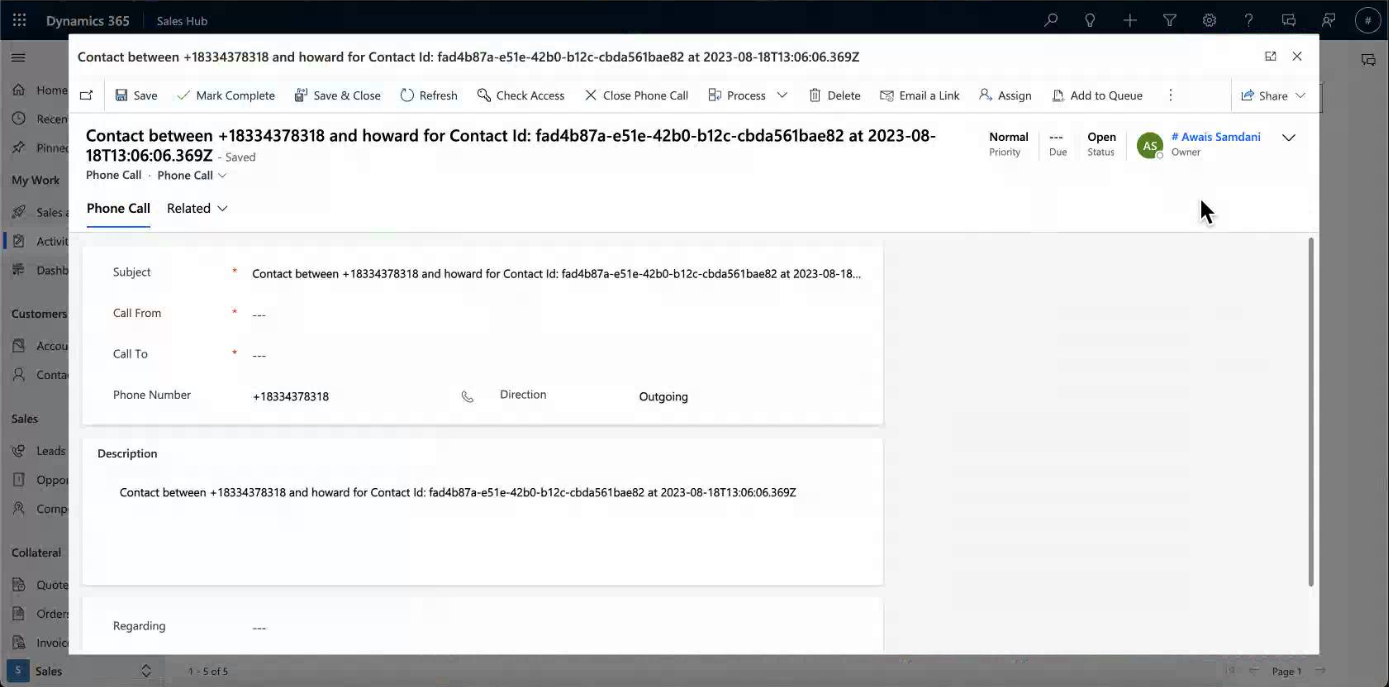 Dynamics 365 Sales Hub
#
Contact between +18334378318 and howard for Contact Id: fad4b87a-e51e-42b0-b12c-cbda561bae82 at 2023-08-18T13:06:06.369Z
Save Mark Complete Save & Close Refresh Check Access Close Phone Call Process Delete Email a Link Assign Add to Queue Share
Contact between +18334378318 and howard for Contact Id: fad4b87a-e51e-42b0-b12c-cbda561bae82 at 2023-08-
18T13:06:06.369Z - Saved
Phone Call · Phone Call
Normal
Priority
---
Due
Open
Status
AS
# Awais Samdani
Owner
Phone Call Related
Subject * Contact between +18334378318 and howard for Contact Id: fad4b87a-e51e-42b0-b12c-cbda561bae82 at 2023-08-18...
Call From * ---
Call To * ---
Phone Number +18334378318 Direction Outgoing
Description
Contact between +18334378318 and howard for Contact Id: fad4b87a-e51e-42b0-b12c-cbda561bae82 at 2023-08-18T13:06:06.369Z
Regarding ---
Home
Recen
Pinned
My Work
Sales a
Activit
Dashb
Customers
Accou
Conta
Sales
Leads
Oppor
Compe
Collateral
Quote
Orders
Invoice
S Sales
1 - 5 of 5
Page 1